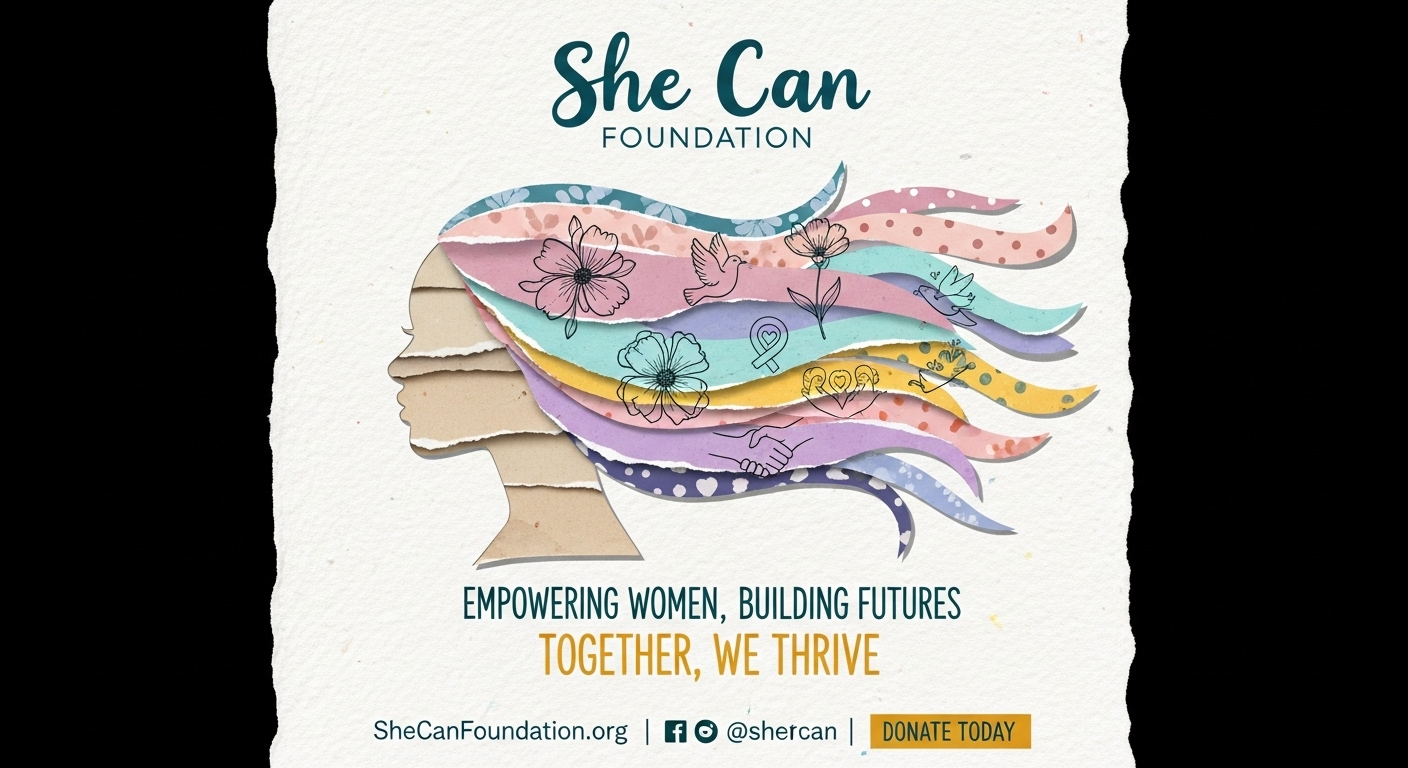 She Can
FOUNDATION
EMPOWERING WOMEN, BUILDING FUTURES
TOGETHER, WE THRIVE
SheCanFoundation.org | @shercan | DONATE TODAY